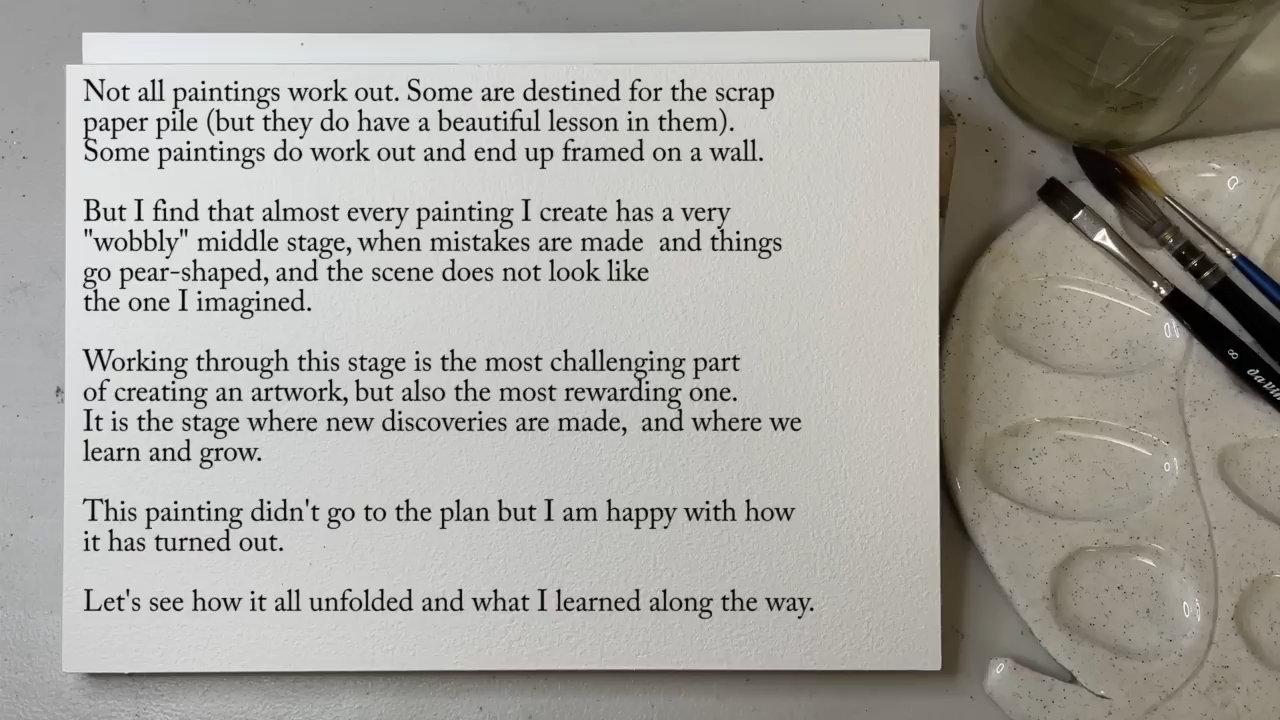 Not all paintings work out. Some are destined for the scrap
paper pile (but they do have a beautiful lesson in them).
Some paintings do work out and end up framed on a wall.
But I find that almost every painting I create has a very
"wobbly" middle stage, when mistakes are made  and things
go pear-shaped, and the scene does not look like
the one I imagined.
Working through this stage is the most challenging part
of creating an artwork, but also the most rewarding one.
It is the stage where new discoveries are made,  and where we
learn and grow.
This painting didn't go to the plan but I am happy with how
it has turned out.
Let's see how it all unfolded and what I learned along the way.
8